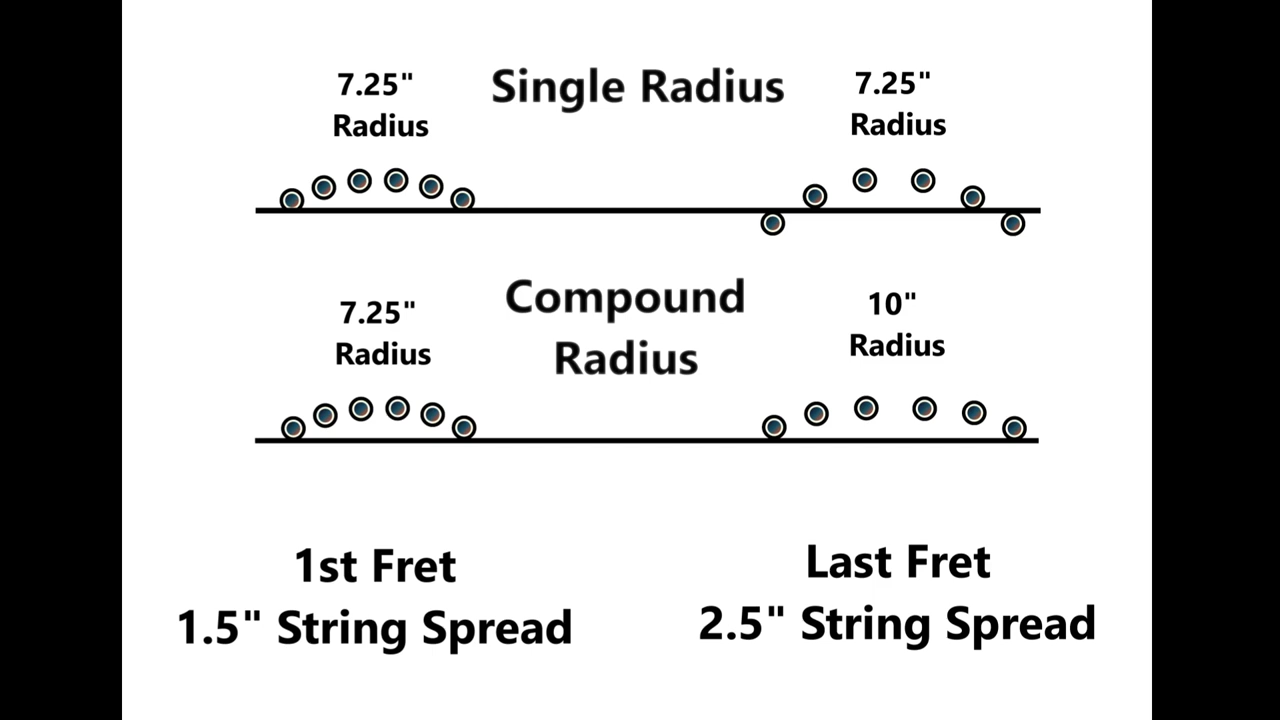 Single Radius
7.25"
Radius
7.25"
Radius
Compound
Radius
7.25"
Radius
10"
Radius
1st Fret
1.5" String Spread
Last Fret
2.5" String Spread